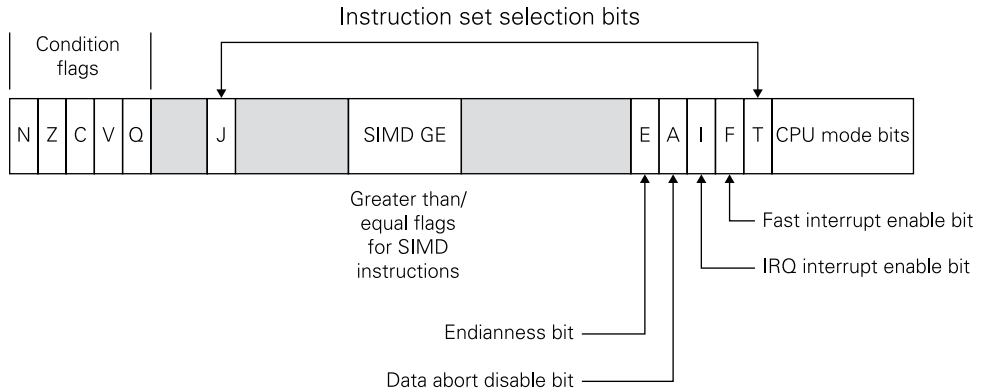 Instruction set selection bits
Condition
flags
N Z C V Q J SIMD GE E A I F T CPU mode bits
Greater than/
equal flags
for SIMD
instructions
Fast interrupt enable bit
IRQ interrupt enable bit
Endianness bit
Data abort disable bit